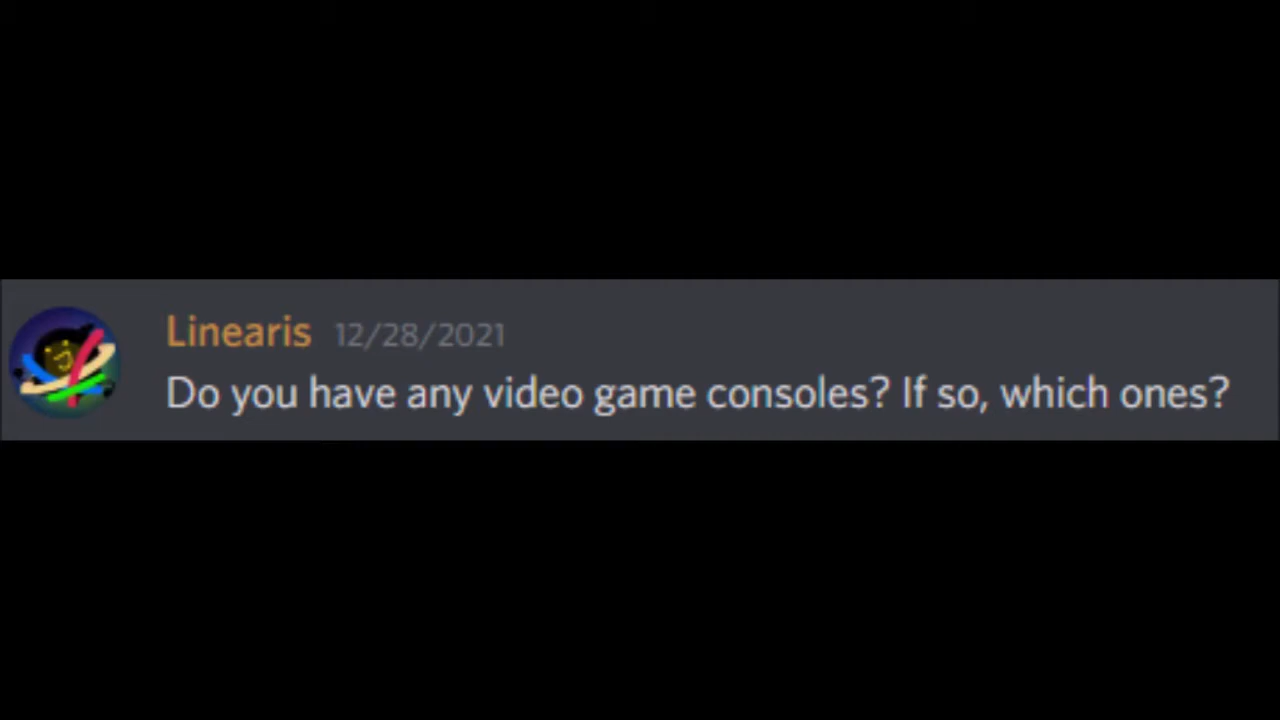 Linearis 12/28/2021
Do you have any video game consoles? If so, which ones?